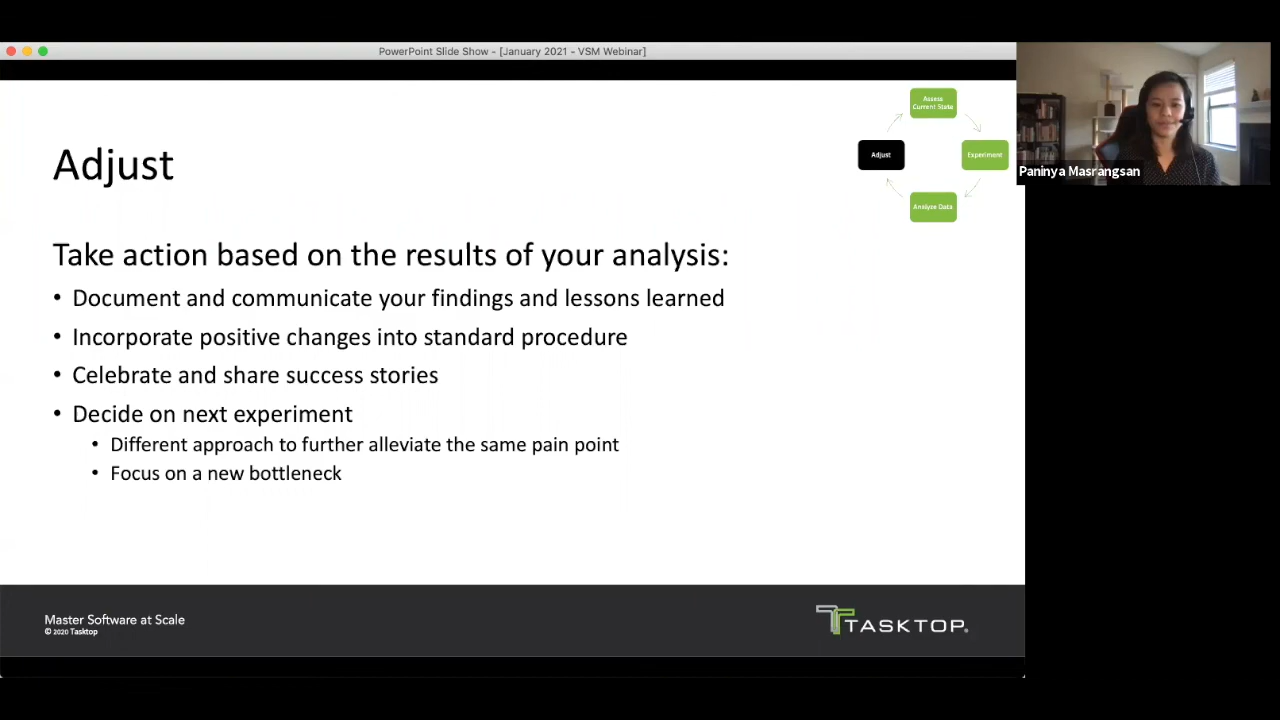 PowerPoint Slide Show - [January 2021 - VSM Webinar]
Assess
Current State
Adjust
Experiment
Analyze Data
Paninya Masrangsan
Adjust
Take action based on the results of your analysis:
• Document and communicate your findings and lessons learned
• Incorporate positive changes into standard procedure
• Celebrate and share success stories
• Decide on next experiment
• Different approach to further alleviate the same pain point
• Focus on a new bottleneck
Master Software at Scale
© 2020 Tasktop
TASKTOP®